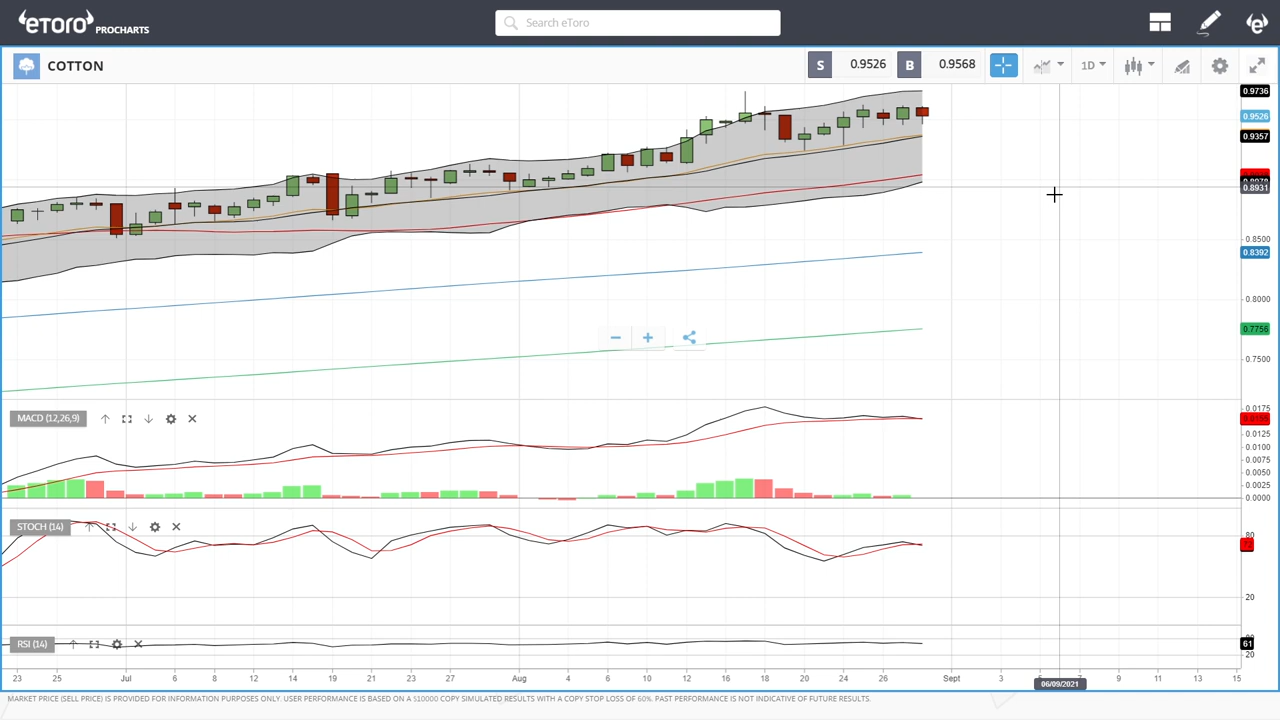 eToro PROCHARTS
Search eToro
COTTON
S 0.9526 B 0.9568
1D
0.9736
0.9526
0.9357
0.8931
0.8500
0.8392
0.8000
0.7756
0.7500
MACD (12,26,9)
0.0175
0.0125
0.0100
0.0075
0.0050
0.0000
STOCH (14)
80
20
RSI (14)
61
20
23 25 Jul 6 8 12 14 19 21 23 27 Aug 4 6 10 12 16 18 20 24 26 Sept 3 7 9 11 13 15
06/09/2021
MARKET PRICE (SELL PRICE) IS PROVIDED FOR INFORMATION PURPOSES ONLY. USER PERFORMANCE IS BASED ON A $10000 COPY SIMULATED RESULTS WITH A COPY STOP LOSS OF 60%. PAST PERFORMANCE IS NOT INDICATIVE OF FUTURE RESULTS.